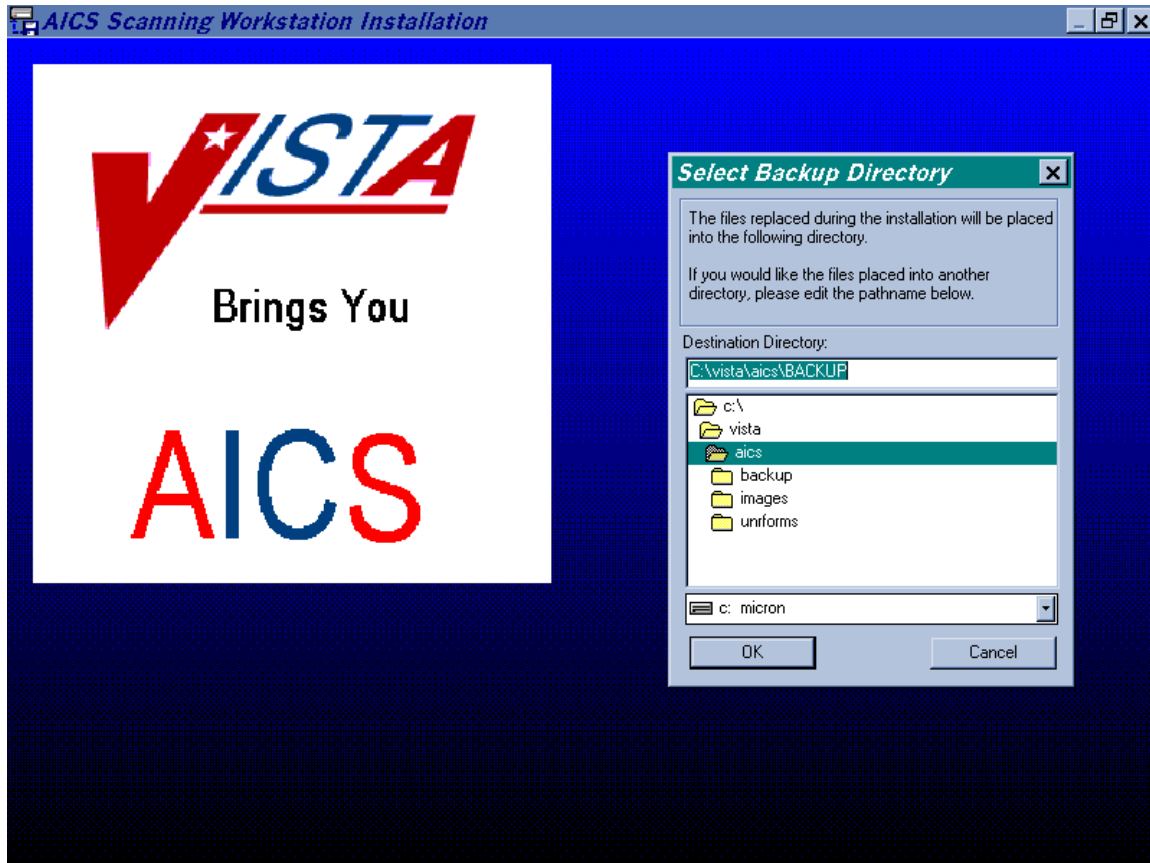 AICS Scanning Workstation Installation
VISTA
Brings You
AICS
Select Backup Directory
The files replaced during the installation will be placed
into the following directory.
If you would like the files placed into another
directory, please edit the pathname below.
Destination Directory:
C:\vista\aics\BACKUP
c:\
vista
aics
backup
images
uniforms
c: micron
OK
Cancel